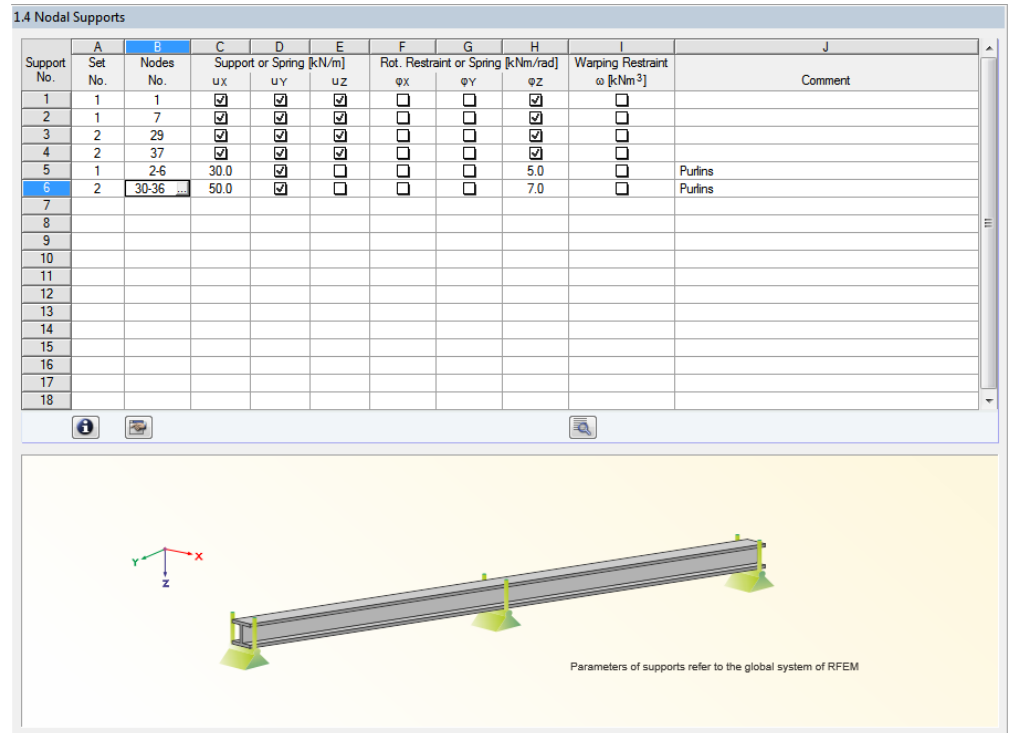 1.4 Nodal Supports
A B C D E F G H I J
Support Set Nodes Support or Spring [kN/m] Rot. Restraint or Spring [kNm/rad] Warping Restraint
No. No. No. uX uY uZ φX φY φZ ω [kNm³] Comment
1 1 1
2 1 7
3 2 29
4 2 37
5 1 2-6 30.0 5.0 Purlins
6 2 30-36 ... 50.0 7.0 Purlins
7
8
9
10
11
12
13
14
15
16
17
18
Y X
Z
Parameters of supports refer to the global system of RFEM